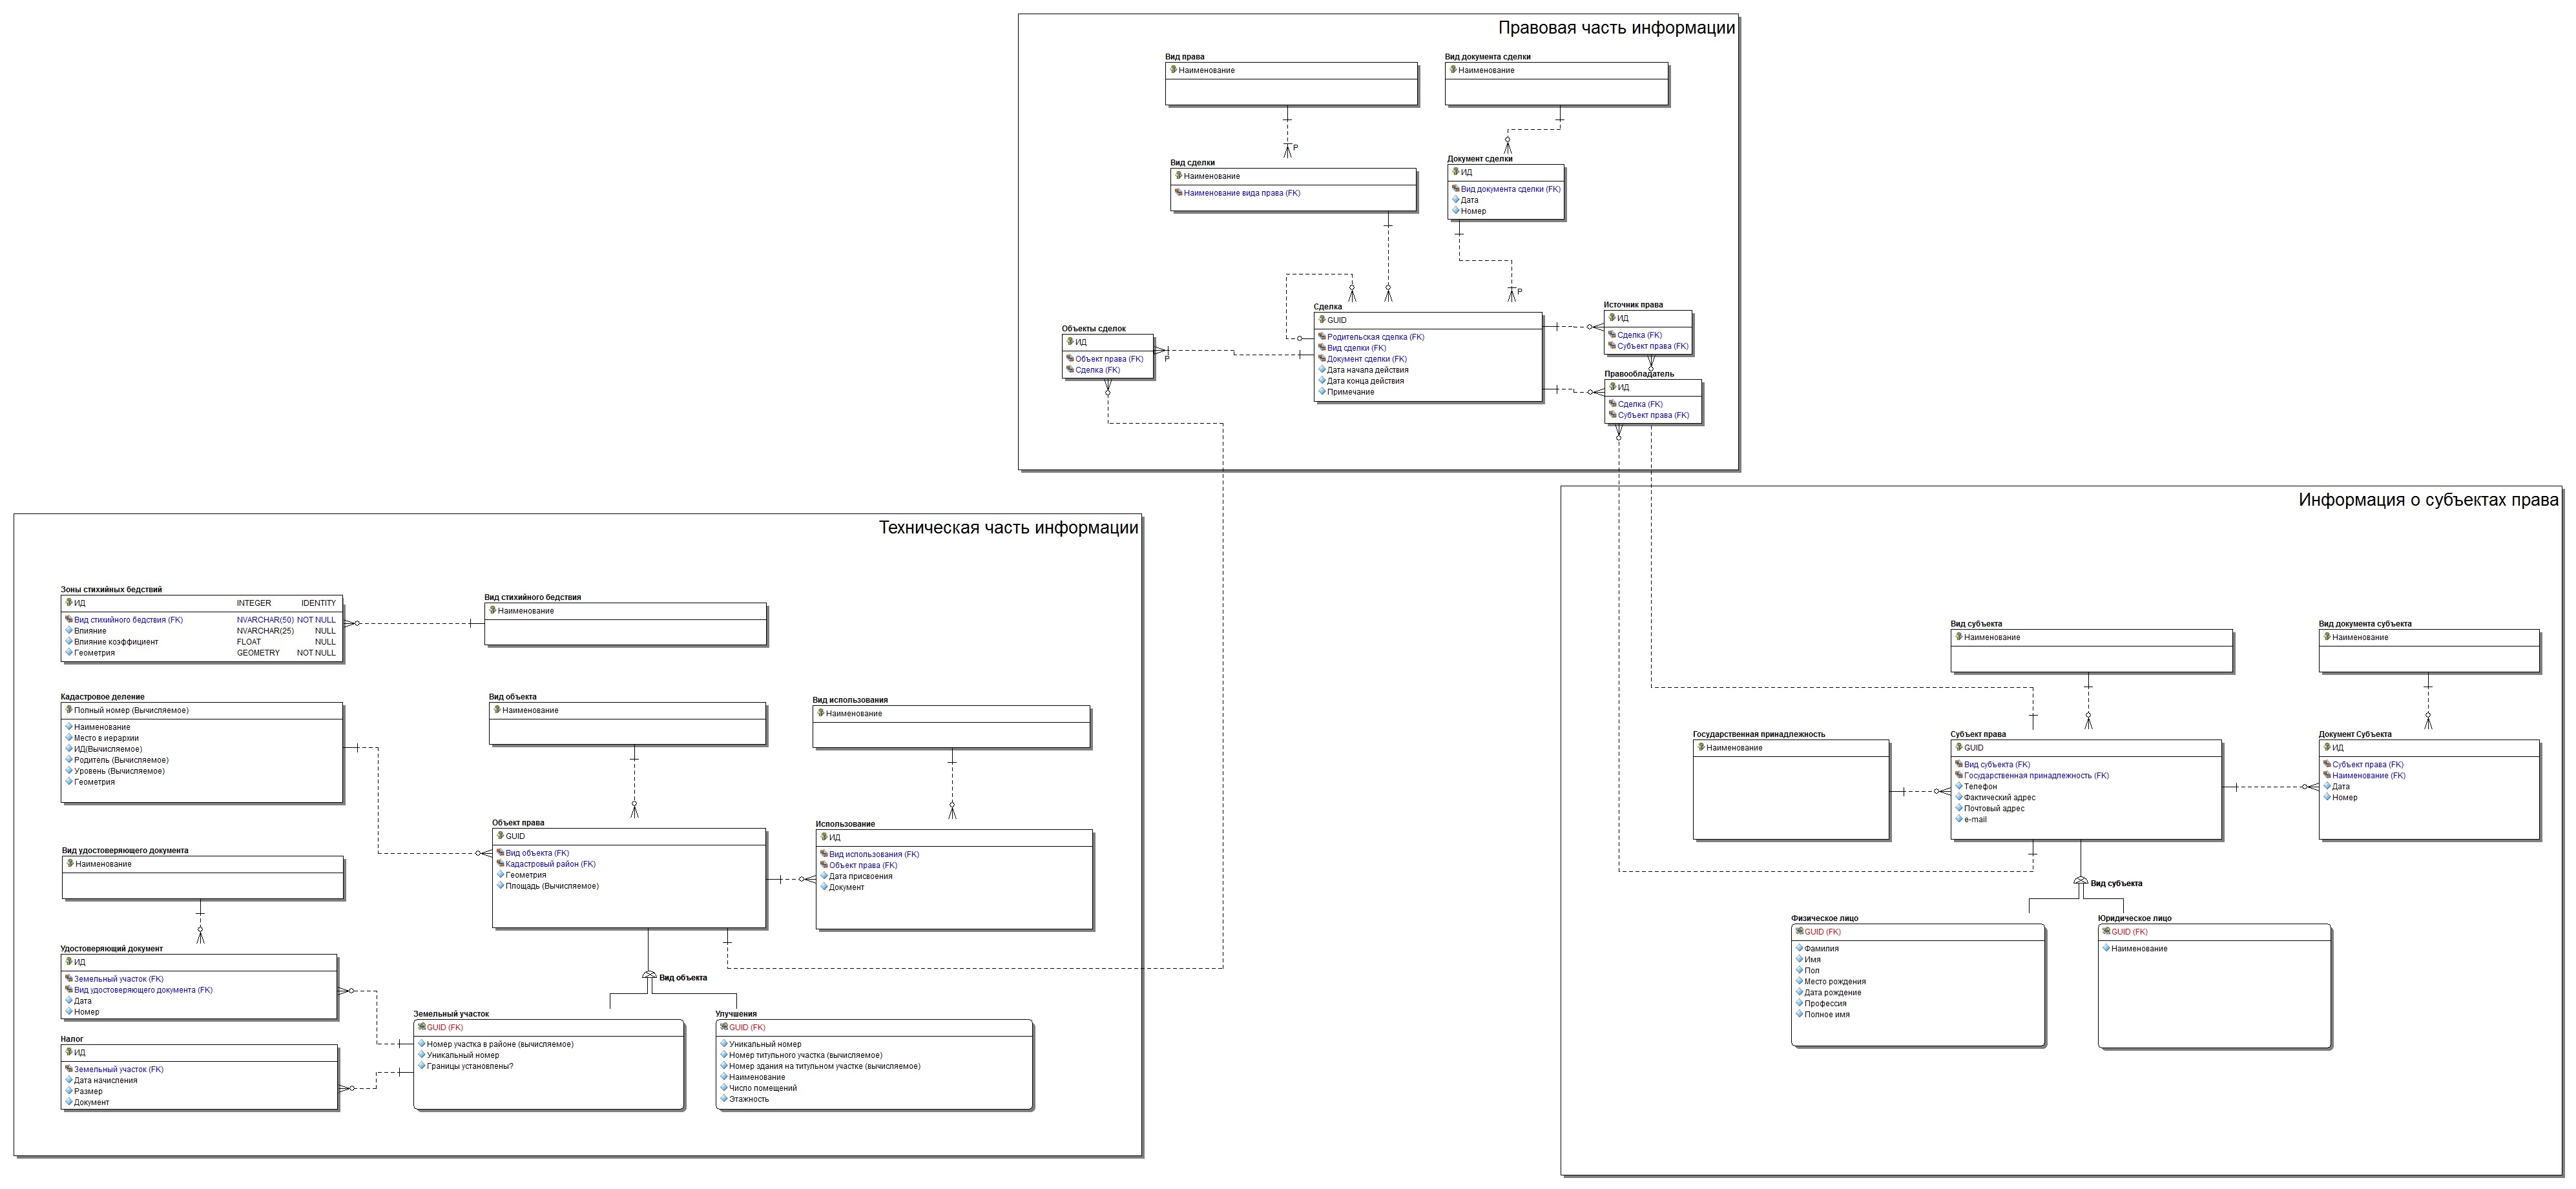 Правовая часть информации
Вид права
Наименование
Вид документа сделки
Наименование
P
Вид сделки
Наименование
Наименование вида права (FK)
Документ сделки
ИД
Вид документа сделки (FK)
Дата
Номер
P
Объекты сделок
ИД
Объект права (FK)
Сделка (FK)
P
Сделка
GUID
Родительская сделка (FK)
Вид сделки (FK)
Документ сделки (FK)
Дата начала действия
Дата конца действия
Примечание
Источник права
ИД
Сделка (FK)
Субъект права (FK)
Правообладатель
ИД
Сделка (FK)
Субъект права (FK)
Техническая часть информации
Зоны стихийных бедствий
ИД INTEGER IDENTITY
Вид стихийного бедствия (FK) NVARCHAR(50) NOT NULL
Влияние NVARCHAR(25) NULL
Влияние коэффициент FLOAT NULL
Геометрия GEOMETRY NOT NULL
Вид стихийного бедствия
Наименование
Кадастровое деление
Полный номер (Вычисляемое)
Наименование
Место в иерархии
ИД(Вычисляемое)
Родитель (Вычисляемое)
Уровень (Вычисляемое)
Геометрия
Вид объекта
Наименование
Вид использования
Наименование
Объект права
GUID
Вид объекта (FK)
Кадастровый район (FK)
Геометрия
Площадь (Вычисляемое)
Использование
ИД
Вид использования (FK)
Объект права (FK)
Дата присвоения
Документ
Вид удостоверяющего документа
Наименование
Удостоверяющий документ
ИД
Земельный участок (FK)
Вид удостоверяющего документа (FK)
Дата
Номер
Налог
ИД
Земельный участок (FK)
Дата начисления
Размер
Документ
Вид объекта
Земельный участок
GUID (FK)
Номер участка в районе (вычисляемое)
Уникальный номер
Границы установлены?
Улучшения
GUID (FK)
Уникальный номер
Номер титульного участка (вычисляемое)
Номер здания на титульном участке (вычисляемое)
Наименование
Число помещений
Этажность
Информация о субъектах права
Вид субъекта
Наименование
Вид документа субъекта
Наименование
Государственная принадлежность
Наименование
Субъект права
GUID
Вид субъекта (FK)
Государственная принадлежность (FK)
Телефон
Фактический адрес
Почтовый адрес
e-mail
Документ Субъекта
ИД
Субъект права (FK)
Наименование (FK)
Дата
Номер
Вид субъекта
Физическое лицо
GUID (FK)
Фамилия
Имя
Пол
Место рождения
Дата рождение
Профессия
Полное имя
Юридическое лицо
GUID (FK)
Наименование